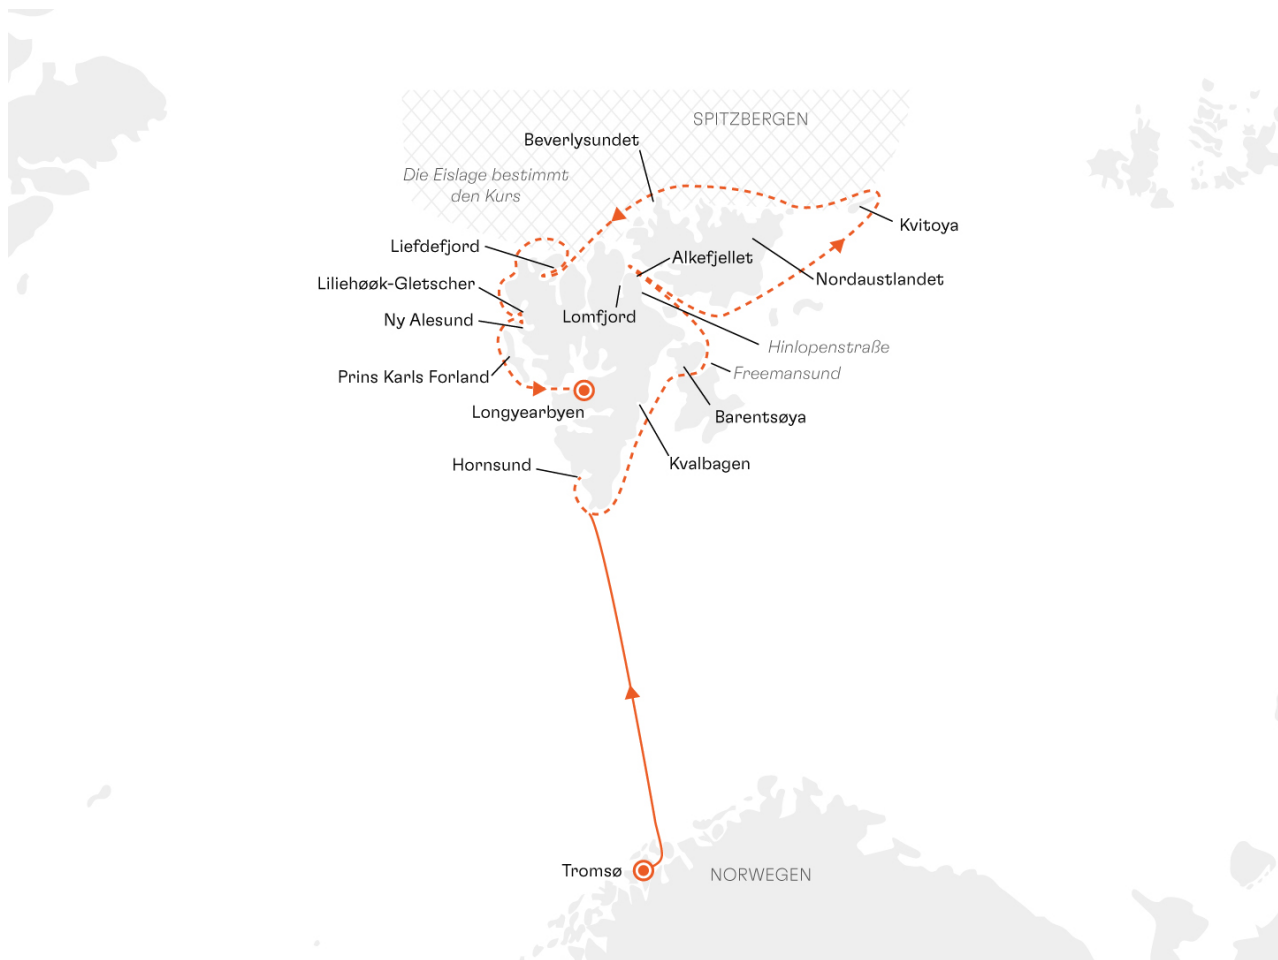 SPITZBERGEN
Beverlysundet
Die Eislage bestimmt
den Kurs
Kvitoya
Liefdefjord
Alkefjellet
Nordaustlandet
Liliehøøk-Gletscher
Ny Alesund
Lomfjord
Hinlopenstraße
Freemansund
Prins Karls Forland
Longyearbyen
Barentsøya
Hornsund
Kvalbagen
Tromsø
NORWEGEN